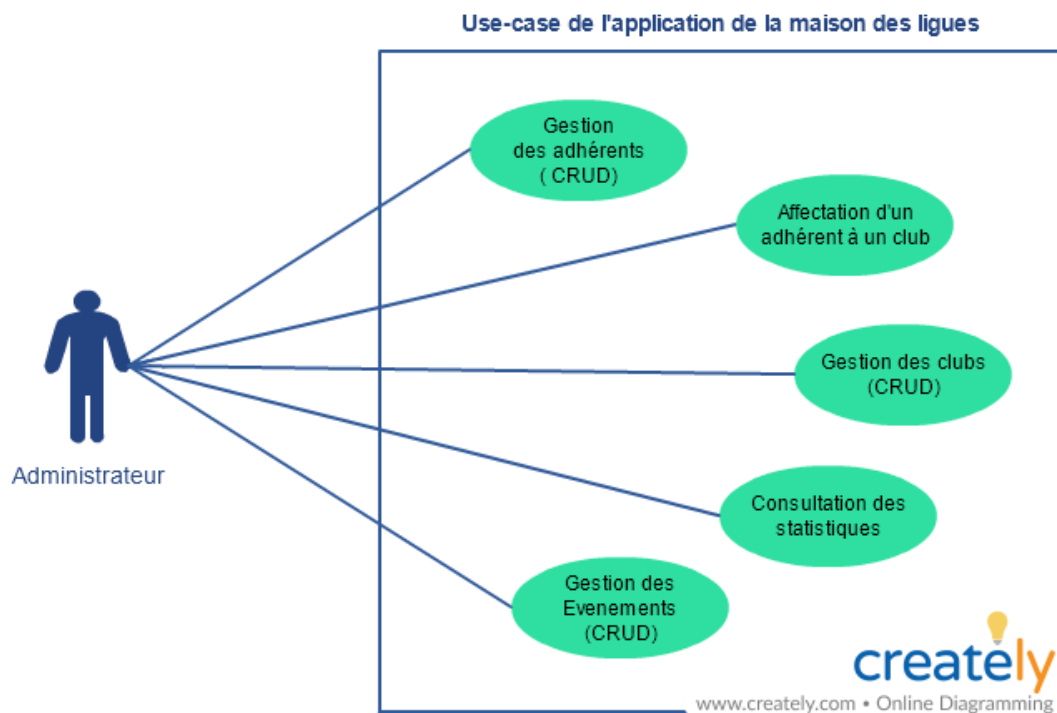 Use-case de l'application de la maison des ligues
Gestion
des adhérents
( CRUD)
Affectation d'un
adhérent à un club
Gestion des clubs
(CRUD)
Administrateur
Consultation des
statistiques
Gestion des
Evenements
(CRUD)
creately
www.creately.com • Online Diagramming